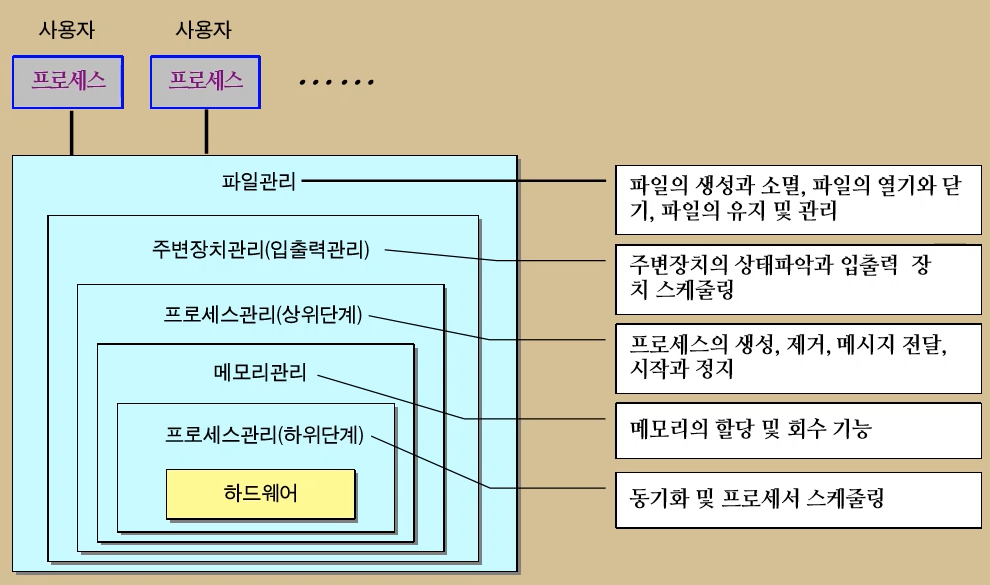 사용자
사용자
프로세스
프로세스
……
파일관리
파일의 생성과 소멸, 파일의 열기와 닫
기, 파일의 유지 및 관리
주변장치관리(입출력관리)
주변장치의 상태파악과 입출력 장
치 스케줄링
프로세스관리(상위단계)
프로세스의 생성, 제거, 메시지 전달,
시작과 정지
메모리관리
메모리의 할당 및 회수 기능
프로세스관리(하위단계)
동기화 및 프로세서 스케줄링
하드웨어